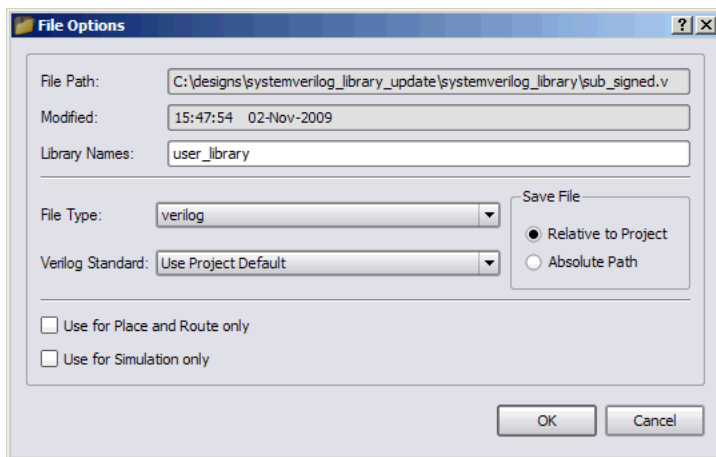 File Options
File Path: C:\designs\systemverilog_library_update\systemverilog_library\sub_signed.v
Modified: 15:47:54 02-Nov-2009
Library Names: user_library
Save File
File Type: verilog
Relative to Project
Verilog Standard: Use Project Default
Absolute Path
Use for Place and Route only
Use for Simulation only
OK Cancel